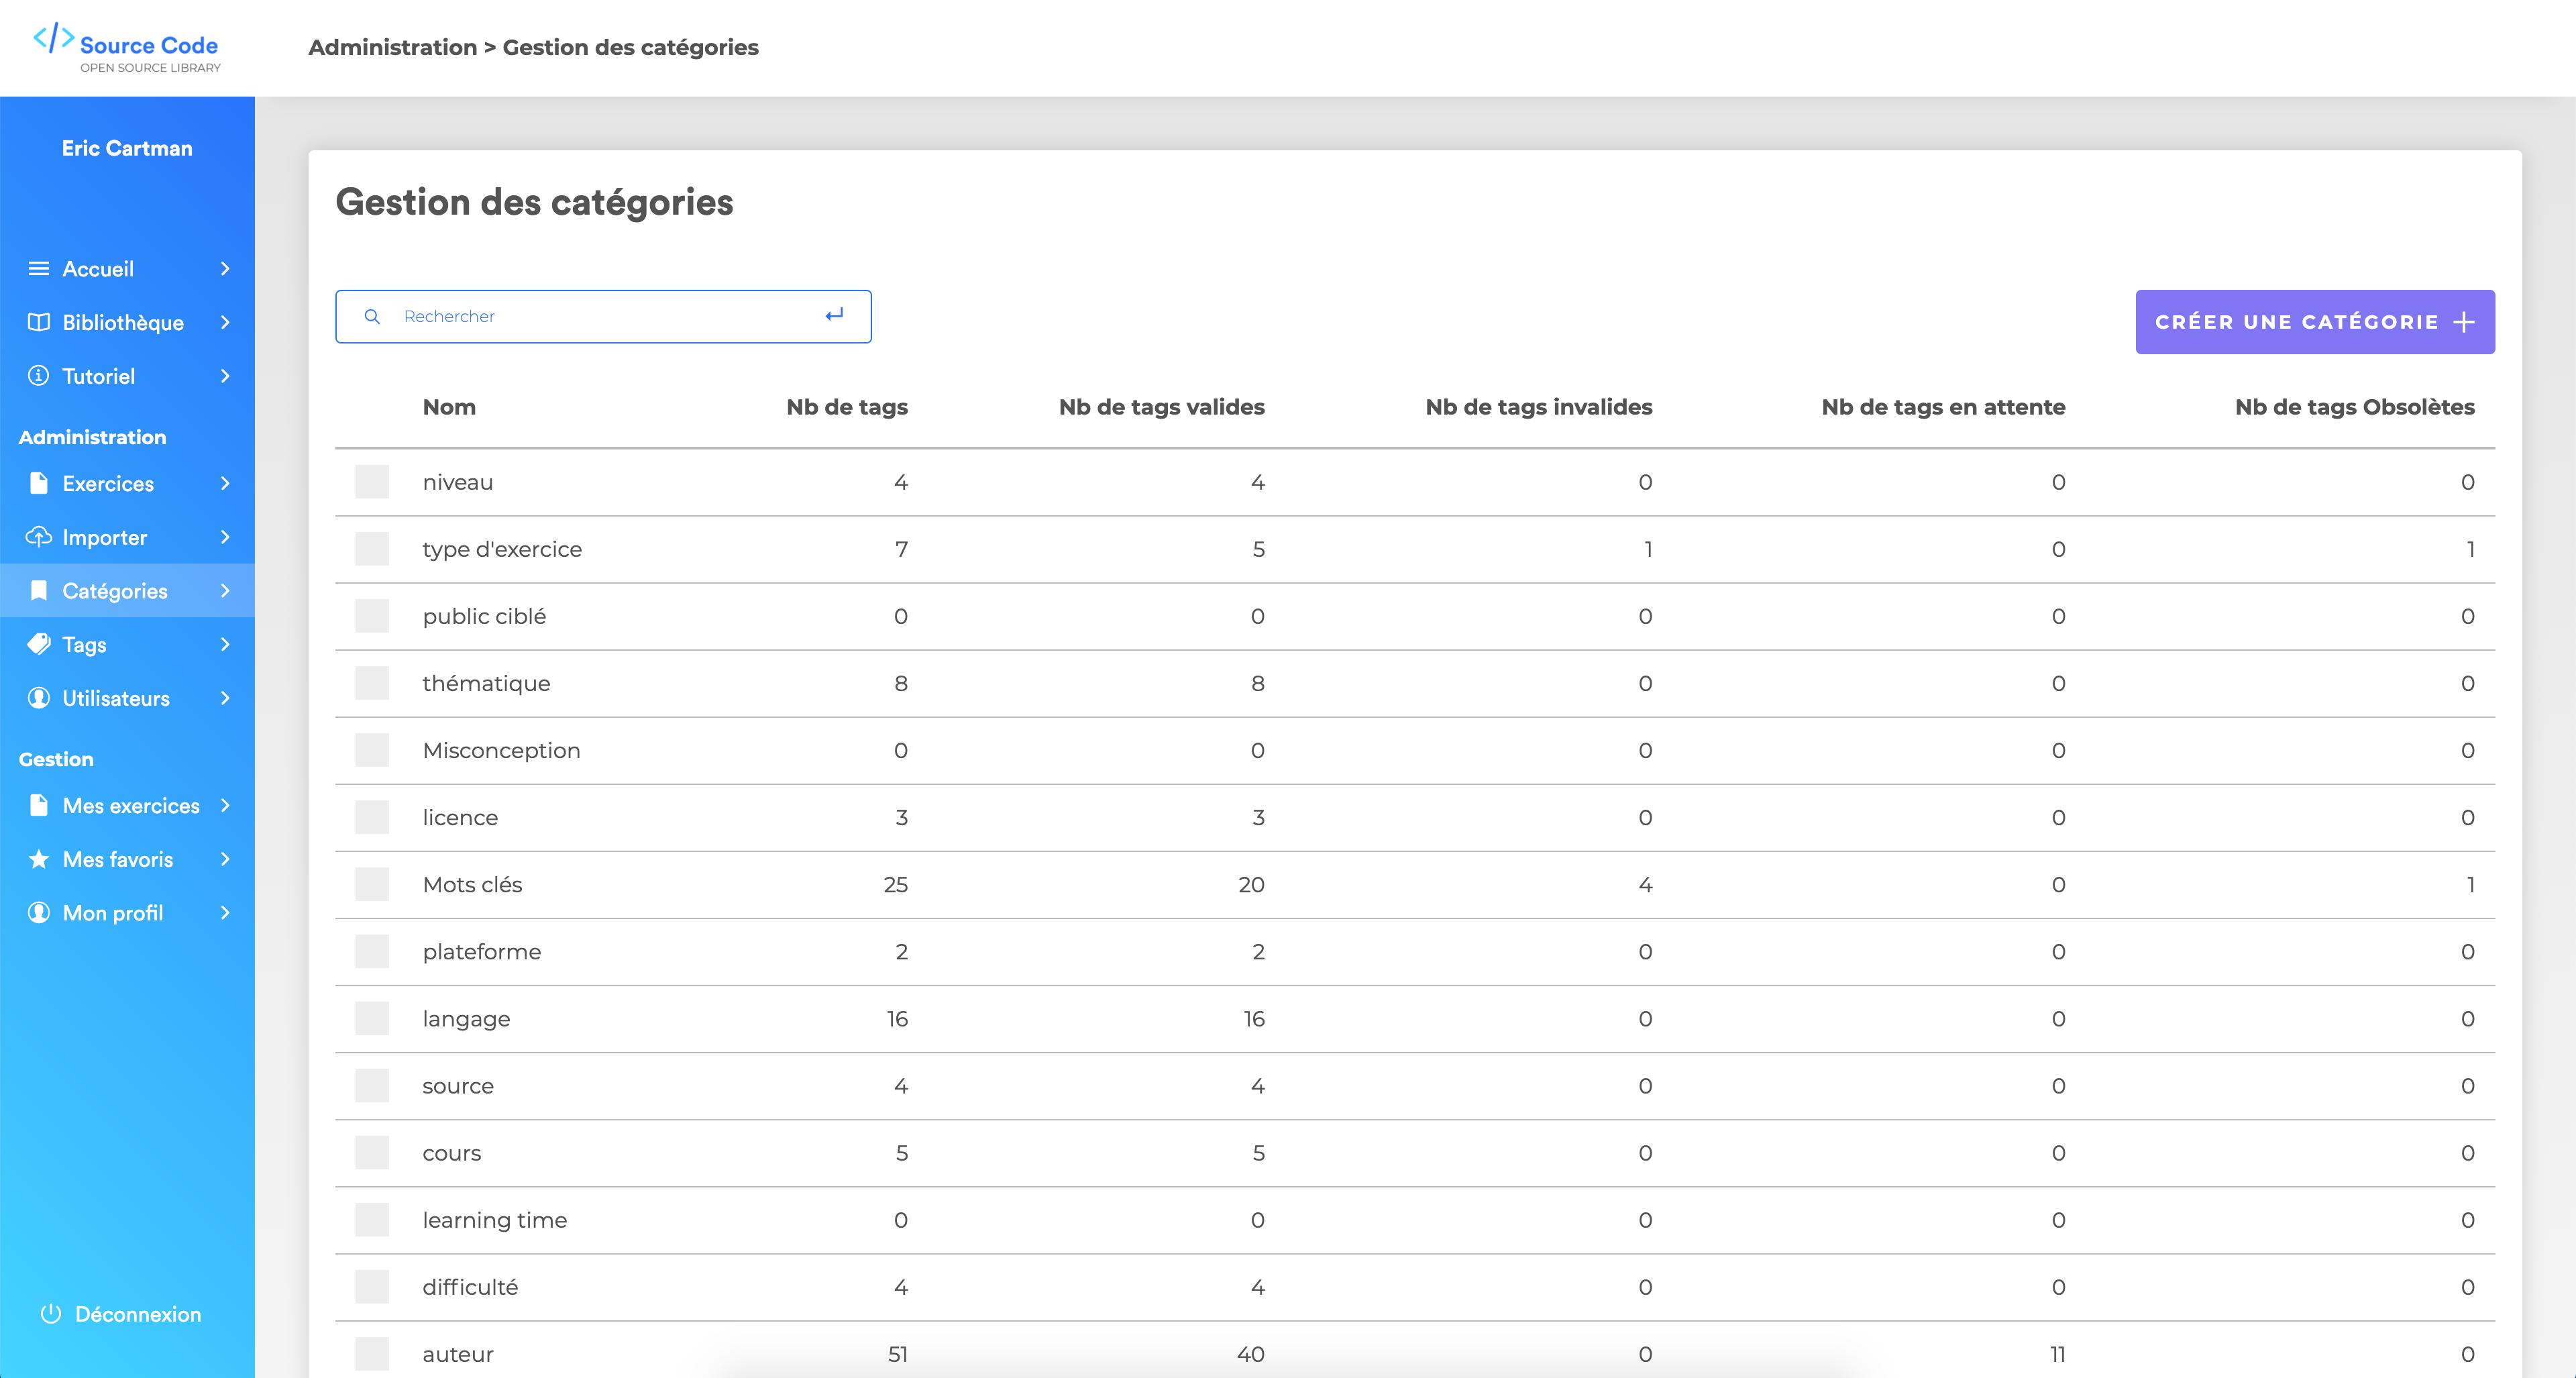 </> Source Code
OPEN SOURCE LIBRARY
Administration > Gestion des catégories
Eric Cartman
Accueil
Bibliothèque
Tutoriel
Administration
Exercices
Importer
Catégories
Tags
Utilisateurs
Gestion
Mes exercices
Mes favoris
Mon profil
Déconnexion
Gestion des catégories
Rechercher
CRÉER UNE CATÉGORIE
Nom Nb de tags Nb de tags valides Nb de tags invalides Nb de tags en attente Nb de tags Obsolètes
niveau 4 4 0 0 0
type d'exercice 7 5 1 0 1
public ciblé 0 0 0 0 0
thématique 8 8 0 0 0
Misconception 0 0 0 0 0
licence 3 3 0 0 0
Mots clés 25 20 4 0 1
plateforme 2 2 0 0 0
langage 16 16 0 0 0
source 4 4 0 0 0
cours 5 5 0 0 0
learning time 0 0 0 0 0
difficulté 4 4 0 0 0
auteur 51 40 0 11 0